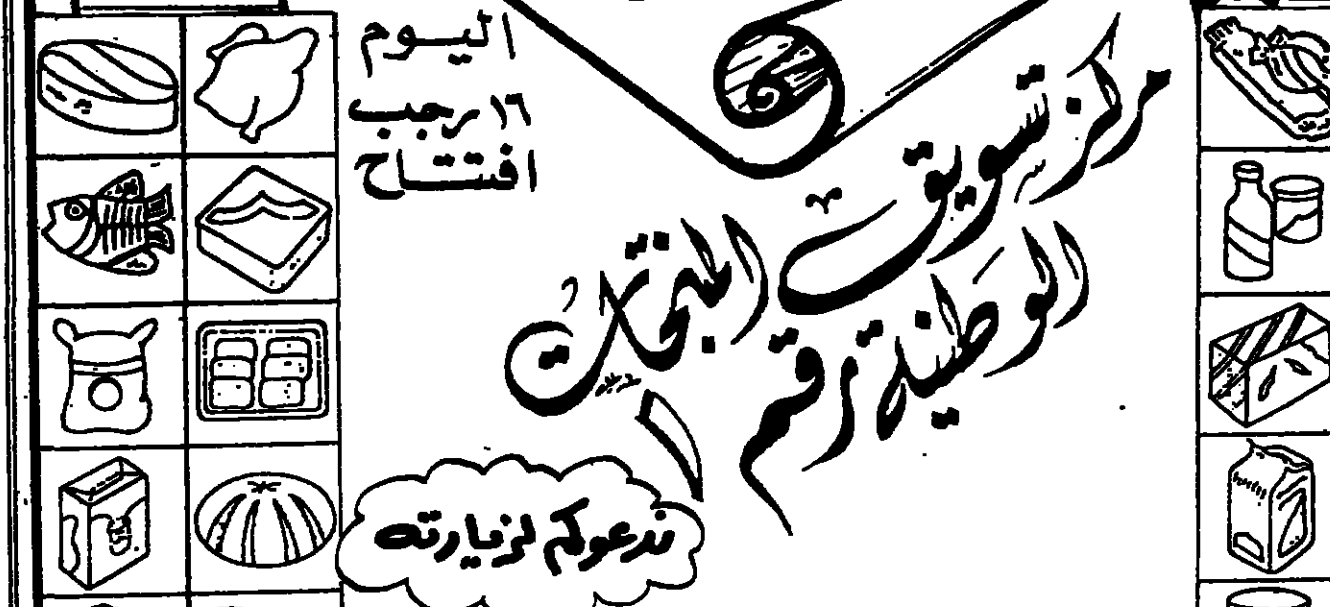 اليوم
١٦ رجب
افتتاح
مركز تسويق
المنتجات
الوطنية رقم
١
ندعوكم لزيارته